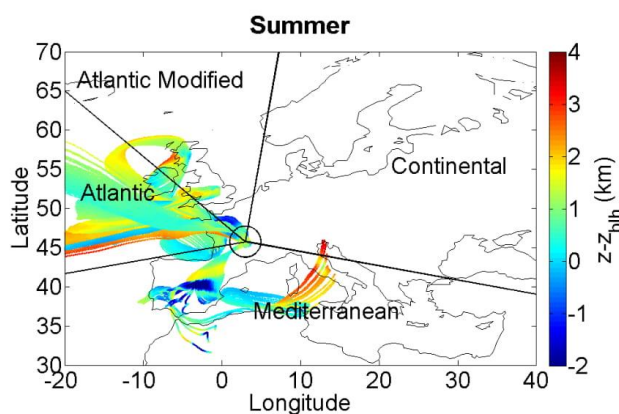 Summer
70
65
60
55
50
45
40
35
30
Latitude
Atlantic Modified
Atlantic
Continental
Mediterranean
-20 -10 0 10 20 30 40
Longitude
4
3
2
1
0
-1
-2
z-z_blh (km)